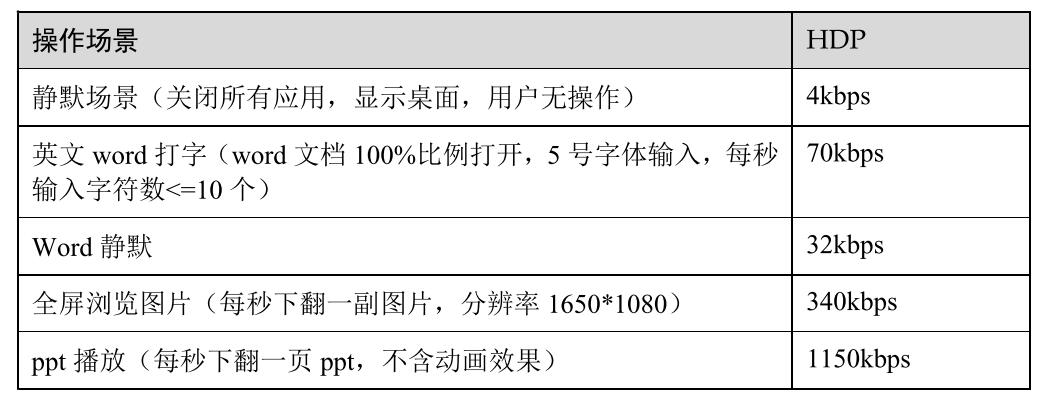 操作场景 HDP
静默场景（关闭所有应用，显示桌面，用户无操作） 4kbps
英文 word 打字（word 文档 100%比例打开，5 号字体输入，每秒 70kbps
输入字符数<=10 个）
Word 静默 32kbps
全屏浏览图片（每秒下翻一副图片，分辨率 1650*1080） 340kbps
ppt 播放（每秒下翻一页 ppt，不含动画效果） 1150kbps